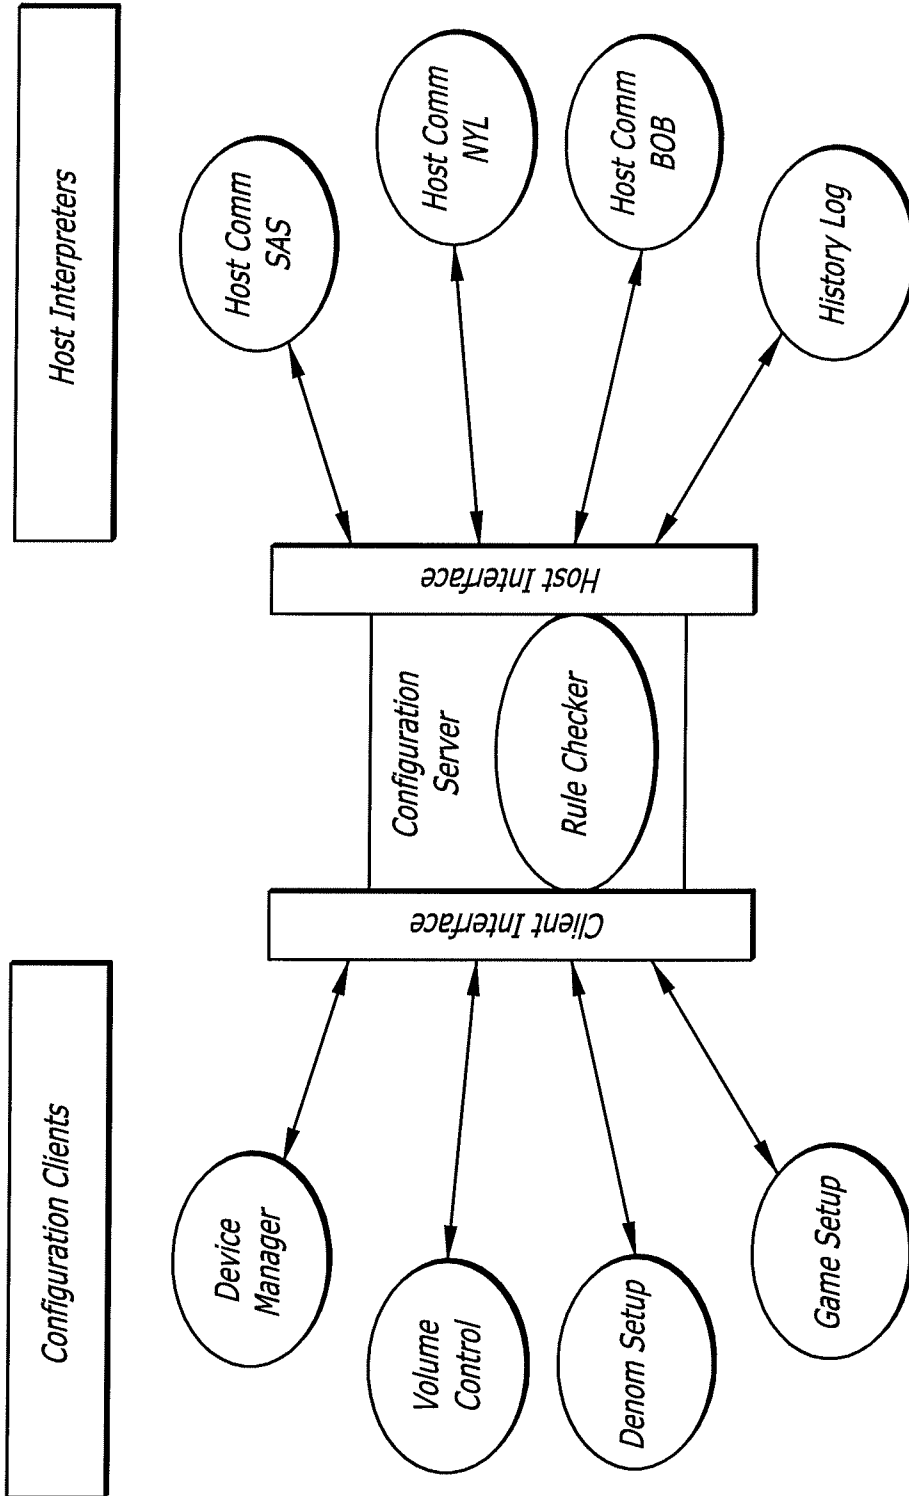 Configuration Clients
Host Interpreters
Device
Manager
Volume
Control
Denom Setup
Game Setup
Client Interface
Configuration
Server
Rule Checker
Host Interface
Host Comm
SAS
Host Comm
NYL
Host Comm
BOB
History Log